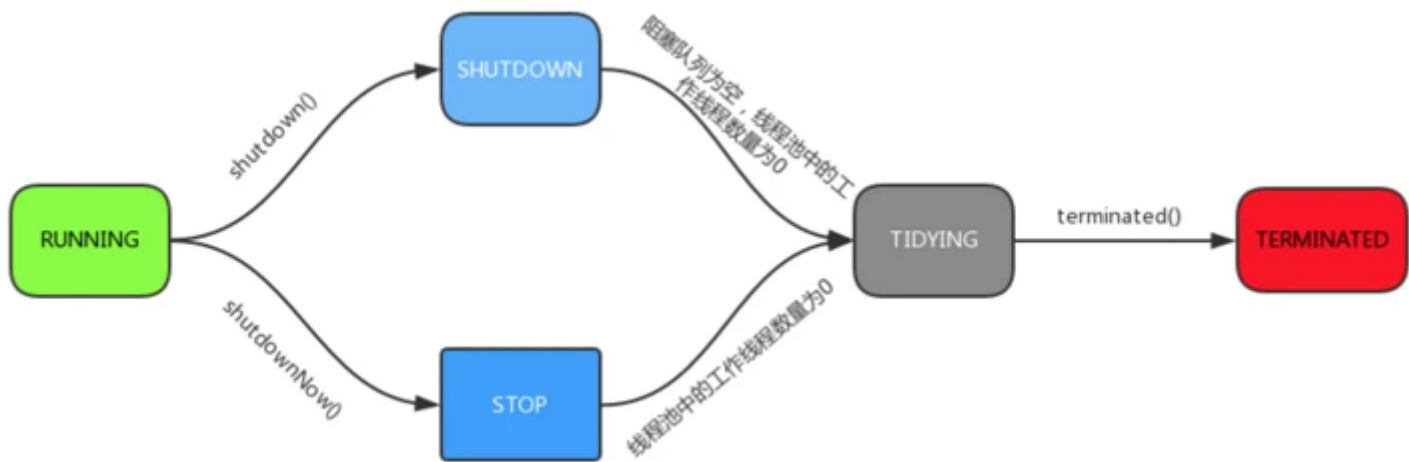 SHUTDOWN
阻塞队列为空，线程池中的工
作线程数量为0
shutdown()
RUNNING
TIDYING
terminated()
TERMINATED
shutdownNow()
STOP
线程池中的工作线程数量为0